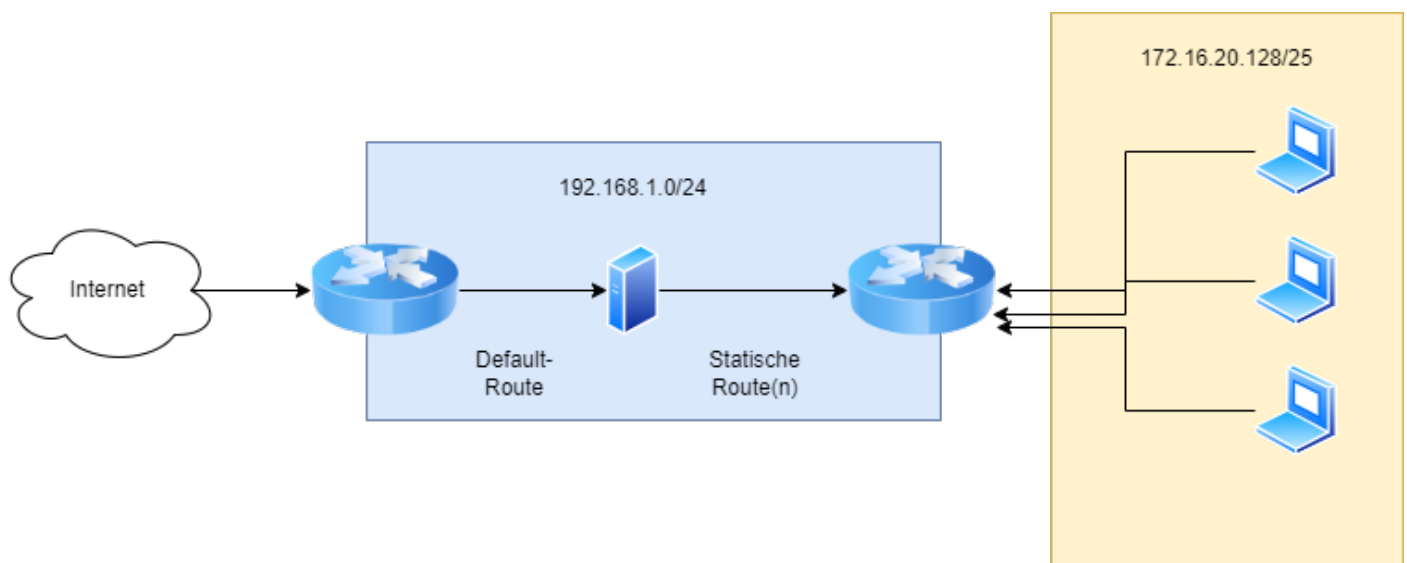 172.16.20.128/25
192.168.1.0/24
Internet
Default-
Route
Statische
Route(n)